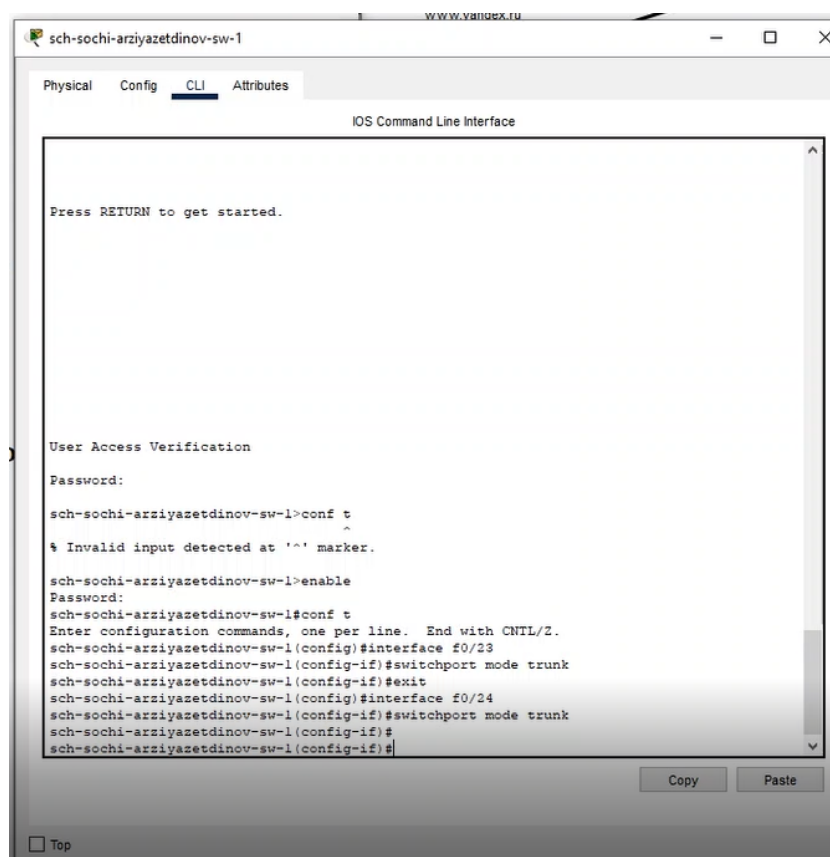 www.yandex.ru
sch-sochi-arziyazetdinov-sw-1
Physical Config CLI Attributes
IOS Command Line Interface
Press RETURN to get started.
User Access Verification
Password:
sch-sochi-arziyazetdinov-sw-1>conf t
^
% Invalid input detected at '^' marker.
sch-sochi-arziyazetdinov-sw-1>enable
Password:
sch-sochi-arziyazetdinov-sw-1#conf t
Enter configuration commands, one per line.  End with CNTL/Z.
sch-sochi-arziyazetdinov-sw-1(config)#interface f0/23
sch-sochi-arziyazetdinov-sw-1(config-if)#switchport mode trunk
sch-sochi-arziyazetdinov-sw-1(config-if)#exit
sch-sochi-arziyazetdinov-sw-1(config)#interface f0/24
sch-sochi-arziyazetdinov-sw-1(config-if)#switchport mode trunk
sch-sochi-arziyazetdinov-sw-1(config-if)#
sch-sochi-arziyazetdinov-sw-1(config-if)#
Copy Paste
Top